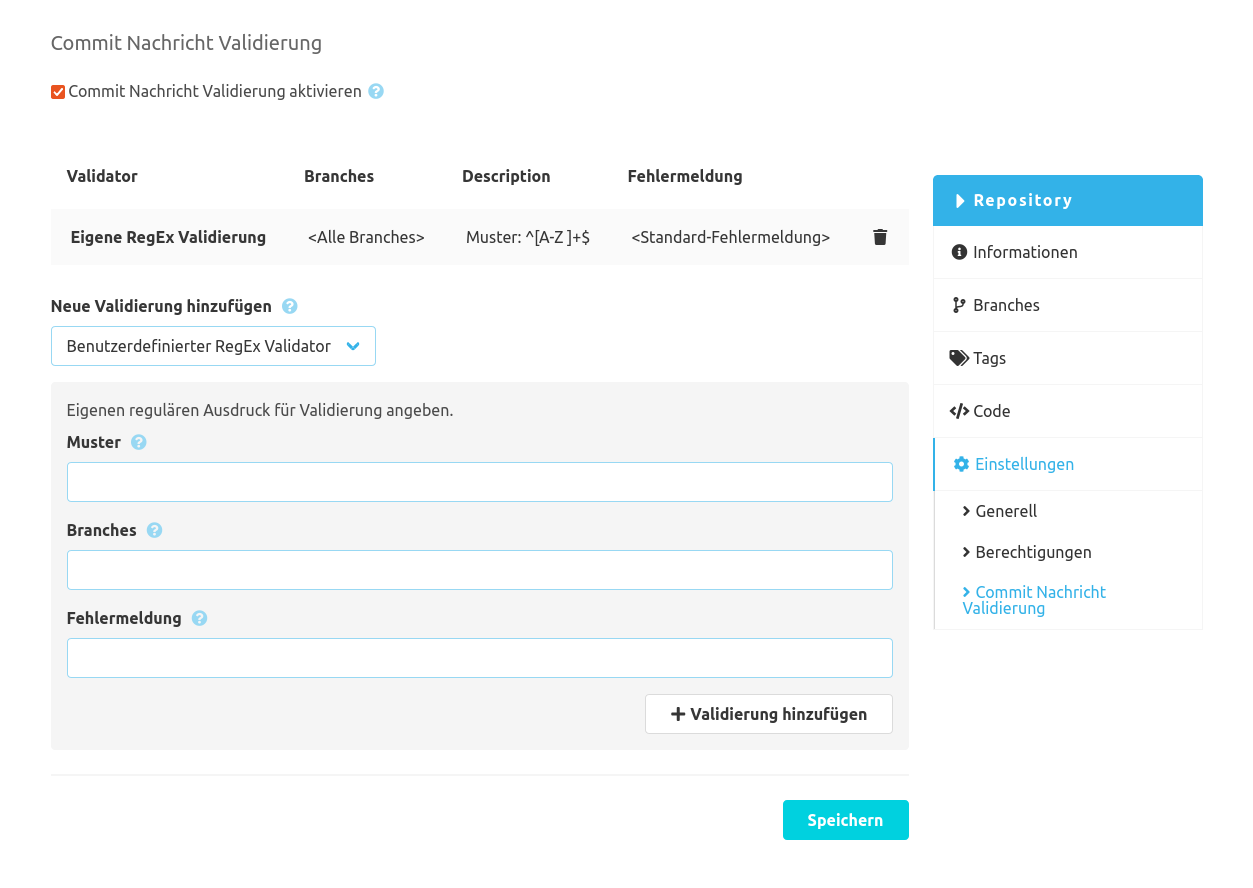 Commit Nachricht Validierung
Commit Nachricht Validierung aktivieren ?
Validator Branches Description Fehlermeldung
Eigene RegEx Validierung <Alle Branches> Muster: ^[A-Z ]+$ <Standard-Fehlermeldung>
Neue Validierung hinzufügen ?
Benutzerdefinierter RegEx Validator
Eigenen regulären Ausdruck für Validierung angeben.
Muster ?
Branches ?
Fehlermeldung ?
+ Validierung hinzufügen
Speichern
Repository
Informationen
Branches
Tags
Code
Einstellungen
Generell
Berechtigungen
Commit Nachricht
Validierung